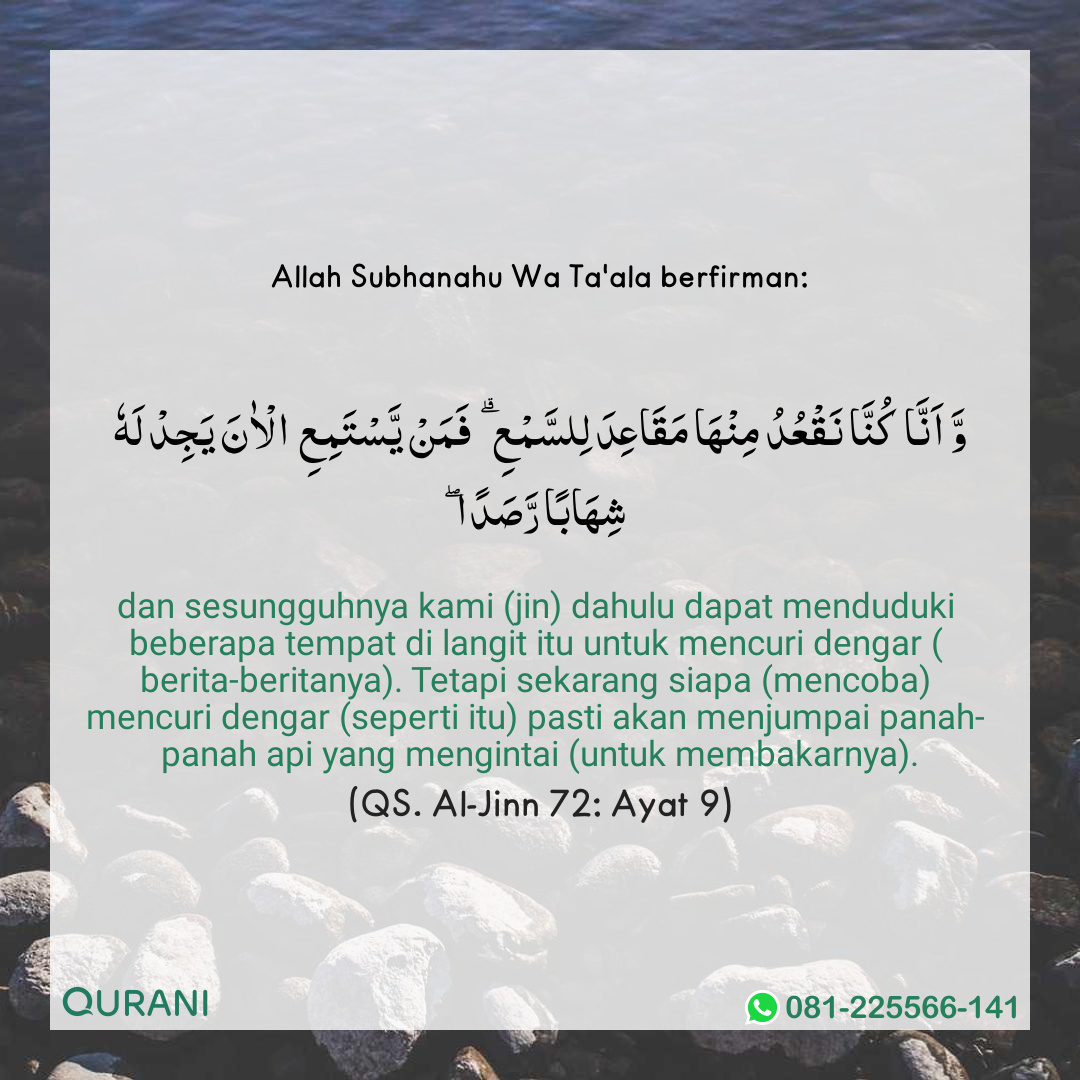 Allah Subhanahu Wa Ta'ala berfirman:
وَّاَنَّا كُنَّا نَقْعُدُ مِنْهَا مَقَاعِدَ لِلسَّمْعِۗ فَمَنْ يَّسْتَمِعِ الْاٰنَ يَجِدْ لَهٗ
شِهَابًا رَّصَدًاۖ
dan sesungguhnya kami (jin) dahulu dapat menduduki
beberapa tempat di langit itu untuk mencuri dengar (
berita-beritanya). Tetapi sekarang siapa (mencoba)
mencuri dengar (seperti itu) pasti akan menjumpai panah-
panah api yang mengintai (untuk membakarnya).
(QS. Al-Jinn 72: Ayat 9)
QURANI
081-225566-141